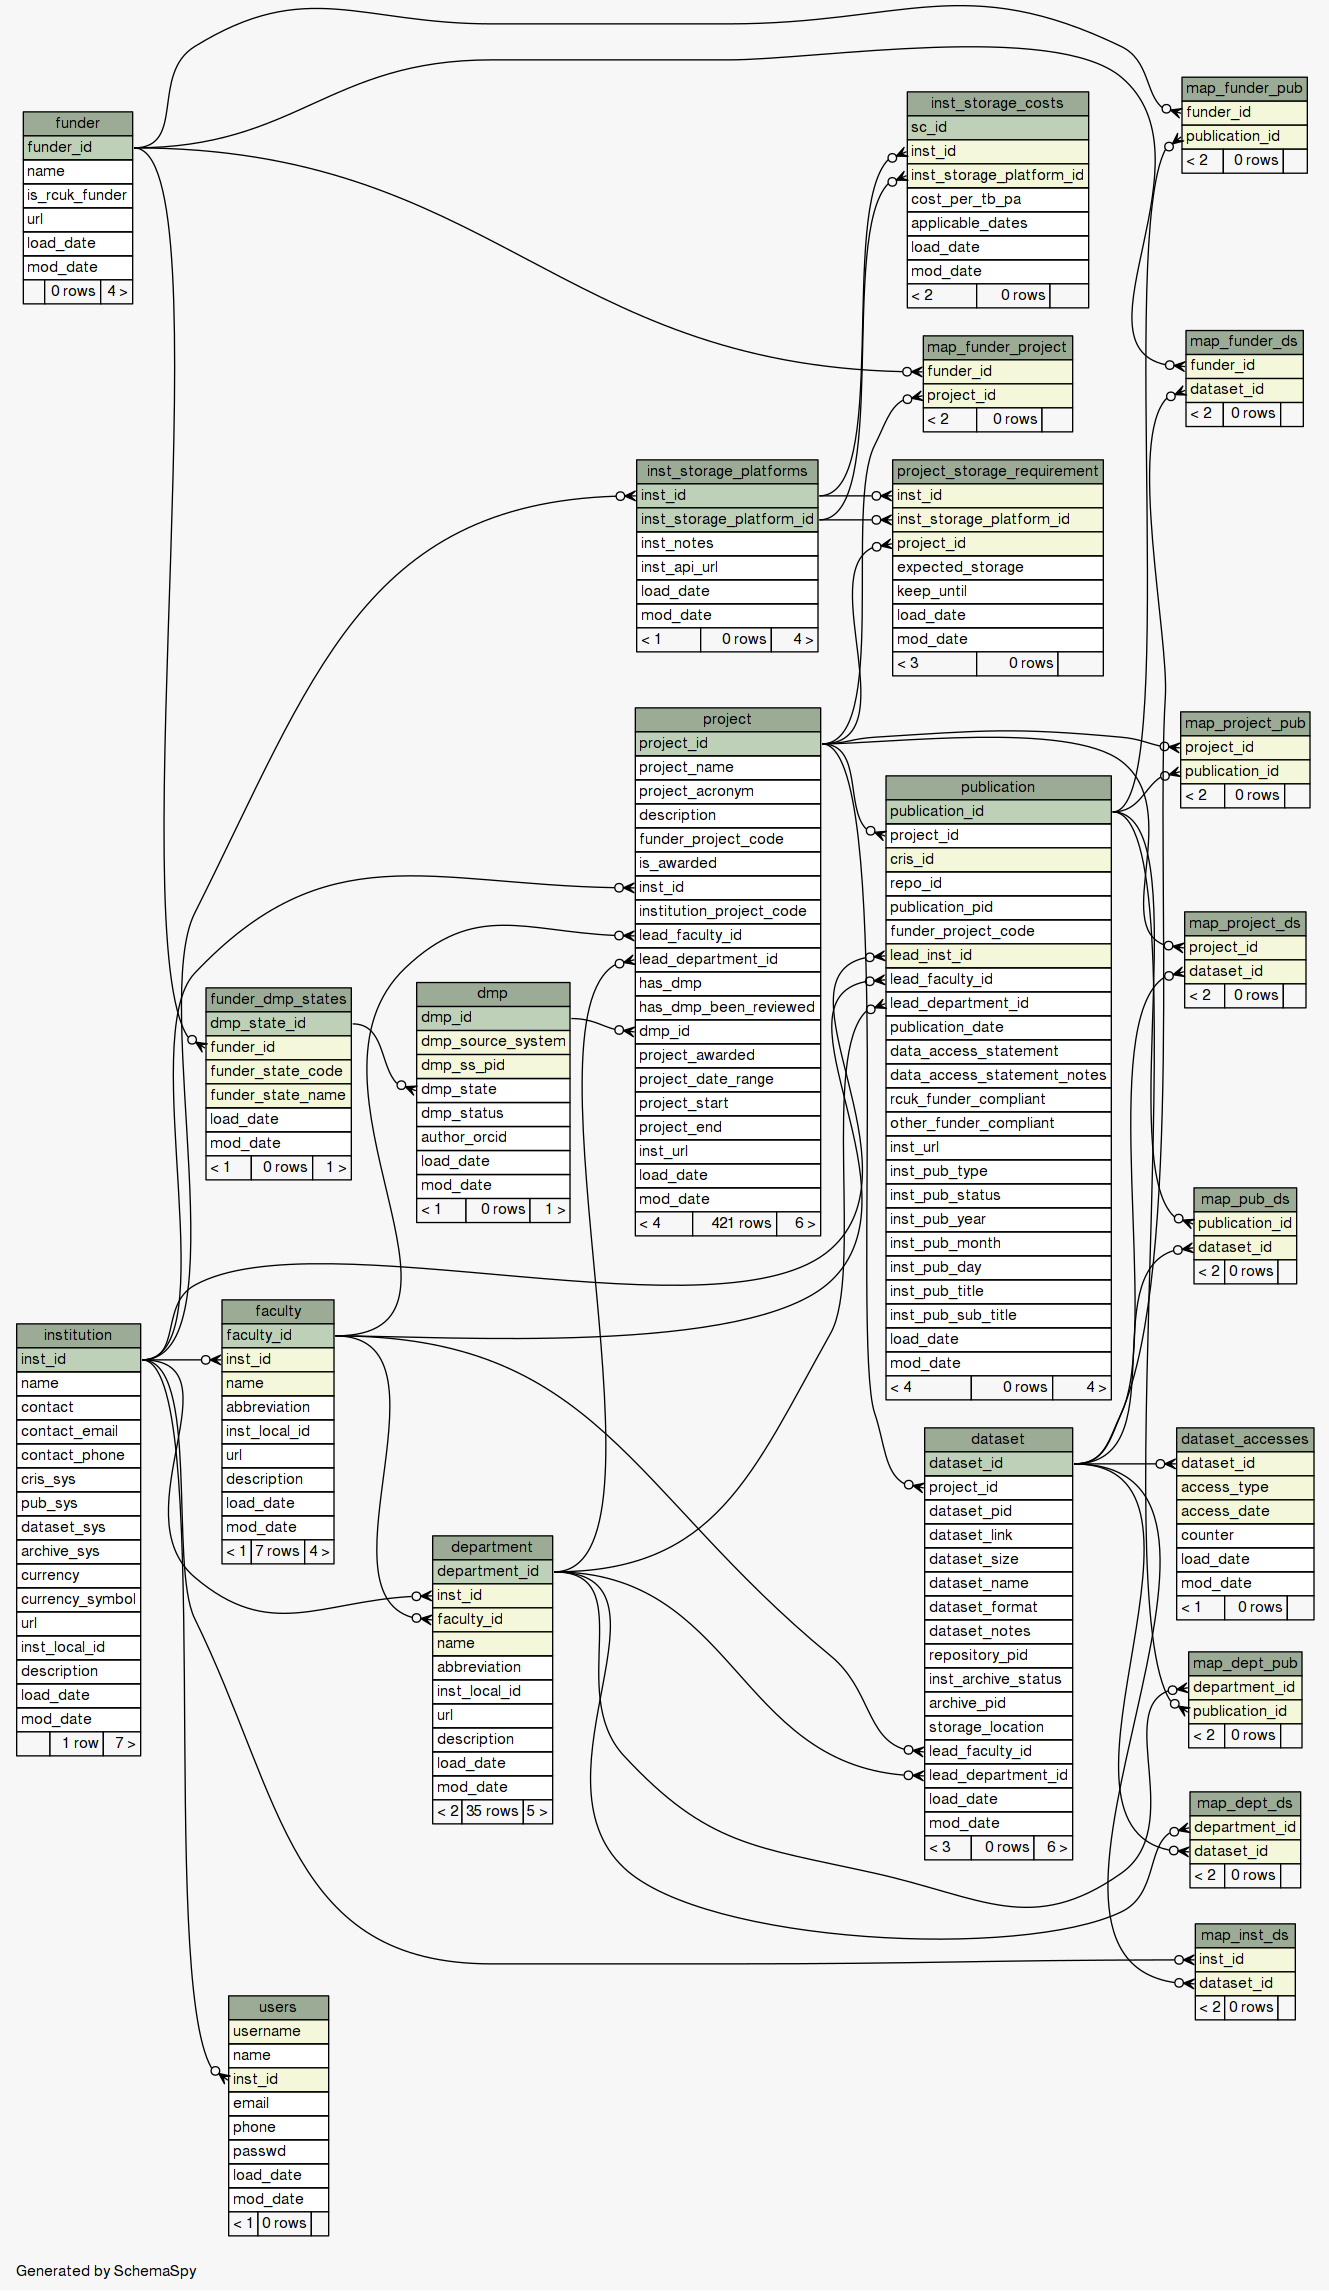 funder
funder_id
name
is_rcuk_funder
url
load_date
mod_date
0 rows 4 >
inst_storage_costs
sc_id
inst_id
inst_storage_platform_id
cost_per_tb_pa
applicable_dates
load_date
mod_date
< 2 0 rows
map_funder_pub
funder_id
publication_id
< 2 0 rows
map_funder_project
funder_id
project_id
< 2 0 rows
map_funder_ds
funder_id
dataset_id
< 2 0 rows
inst_storage_platforms
inst_id
inst_storage_platform_id
inst_notes
inst_api_url
load_date
mod_date
< 1 0 rows 4 >
project_storage_requirement
inst_id
inst_storage_platform_id
project_id
expected_storage
keep_until
load_date
mod_date
< 3 0 rows
project
project_id
project_name
project_acronym
description
funder_project_code
is_awarded
inst_id
institution_project_code
lead_faculty_id
lead_department_id
has_dmp
has_dmp_been_reviewed
dmp_id
project_awarded
project_date_range
project_start
project_end
inst_url
load_date
mod_date
< 4 421 rows 6 >
publication
publication_id
project_id
cris_id
repo_id
publication_pid
funder_project_code
lead_inst_id
lead_faculty_id
lead_department_id
publication_date
data_access_statement
data_access_statement_notes
rcuk_funder_compliant
other_funder_compliant
inst_url
inst_pub_type
inst_pub_status
inst_pub_year
inst_pub_month
inst_pub_day
inst_pub_title
inst_pub_sub_title
load_date
mod_date
< 4 0 rows 4 >
map_project_pub
project_id
publication_id
< 2 0 rows
map_project_ds
project_id
dataset_id
< 2 0 rows
funder_dmp_states
dmp_state_id
funder_id
funder_state_code
funder_state_name
load_date
mod_date
< 1 0 rows 1 >
dmp
dmp_id
dmp_source_system
dmp_ss_pid
dmp_state
dmp_status
author_orcid
load_date
mod_date
< 1 0 rows 1 >
map_pub_ds
publication_id
dataset_id
< 2 0 rows
institution
inst_id
name
contact
contact_email
contact_phone
cris_sys
pub_sys
dataset_sys
archive_sys
currency
currency_symbol
url
inst_local_id
description
load_date
mod_date
1 row 7 >
faculty
faculty_id
inst_id
name
abbreviation
inst_local_id
url
description
load_date
mod_date
< 1 7 rows 4 >
department
department_id
inst_id
faculty_id
name
abbreviation
inst_local_id
url
description
load_date
mod_date
< 2 35 rows 5 >
dataset
dataset_id
project_id
dataset_pid
dataset_link
dataset_size
dataset_name
dataset_format
dataset_notes
repository_pid
inst_archive_status
archive_pid
storage_location
lead_faculty_id
lead_department_id
load_date
mod_date
< 3 0 rows 6 >
dataset_accesses
dataset_id
access_type
access_date
counter
load_date
mod_date
< 1 0 rows
map_dept_pub
department_id
publication_id
< 2 0 rows
map_dept_ds
department_id
dataset_id
< 2 0 rows
map_inst_ds
inst_id
dataset_id
< 2 0 rows
users
username
name
inst_id
email
phone
passwd
load_date
mod_date
< 1 0 rows
Generated by SchemaSpy